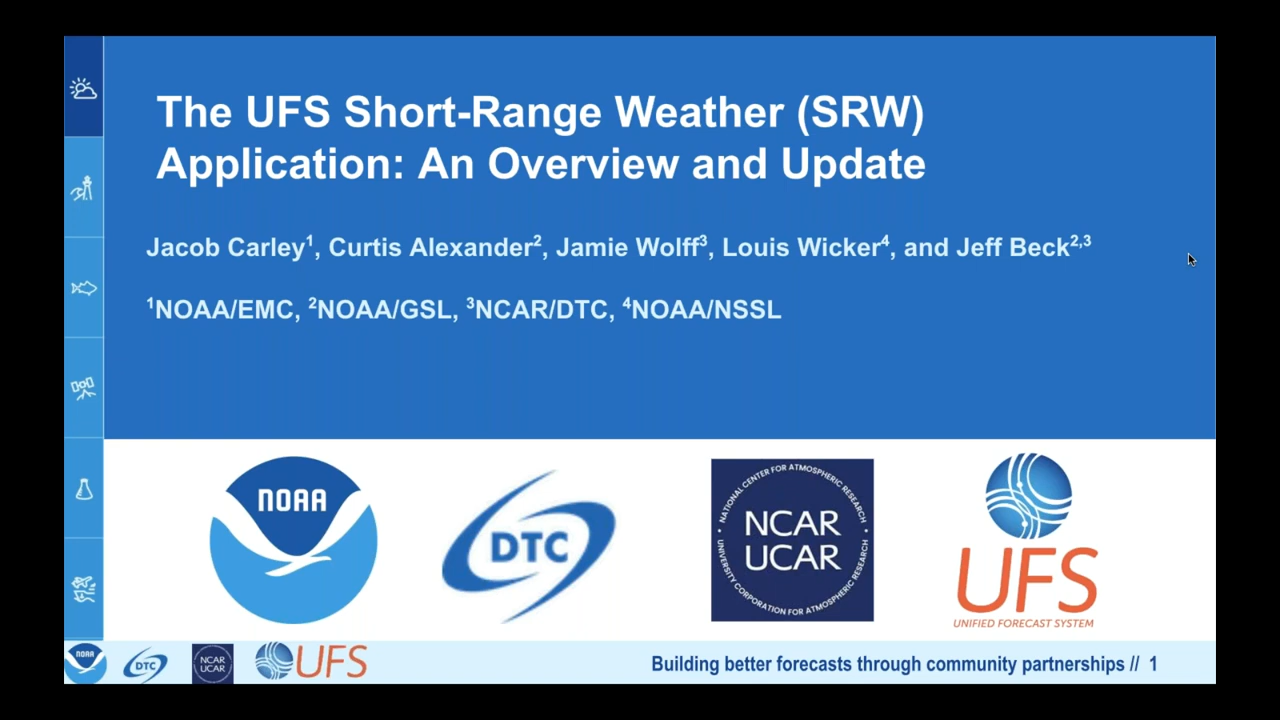 The UFS Short-Range Weather (SRW)
Application: An Overview and Update
Jacob Carley¹, Curtis Alexander², Jamie Wolff³, Louis Wicker⁴, and Jeff Beck²,³
¹NOAA/EMC, ²NOAA/GSL, ³NCAR/DTC, ⁴NOAA/NSSL
NOAA
DTC
NATIONAL CENTER FOR ATMOSPHERIC RESEARCH
NCAR
UCAR
UNIVERSITY CORPORATION FOR ATMOSPHERIC RESEARCH
UFS
UNIFIED FORECAST SYSTEM
NOAA
DTC
NCAR
UCAR
UFS
Building better forecasts through community partnerships // 1